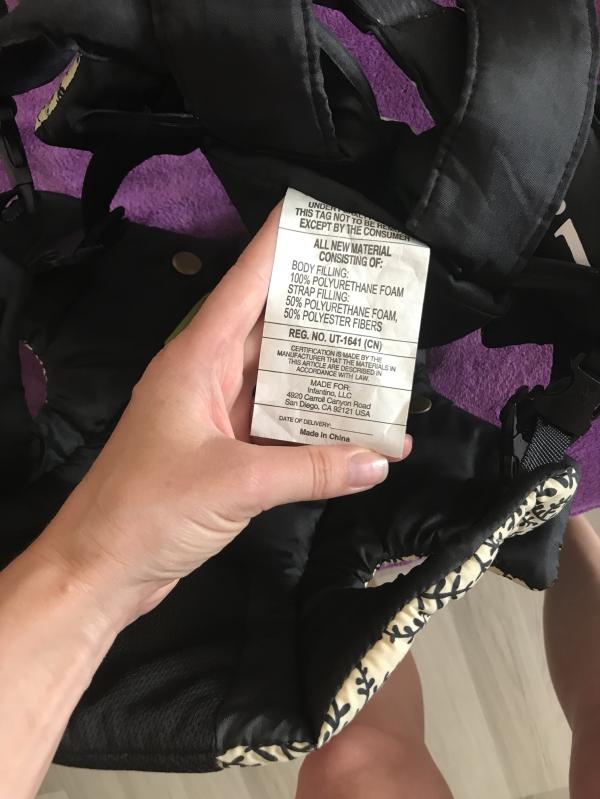 UNDER
THIS TAG NOT TO BE
EXCEPT BY THE CONSUMER
ALL NEW MATERIAL
CONSISTING OF:
BODY FILLING:
100% POLYURETHANE FOAM
STRAP FILLING:
50% POLYURETHANE FOAM,
50% POLYESTER FIBERS
REG. NO. UT-1641 (CN)
CERTIFICATION IS MADE BY THE
MANUFACTURER THAT THE MATERIALS IN
THIS ARTICLE ARE DESCRIBED IN
ACCORDANCE WITH LAW.
MADE FOR:
Infantino, LLC
4920 Carroll Canyon Road
San Diego, CA 92121 USA
DATE OF DELIVERY:
Made in China